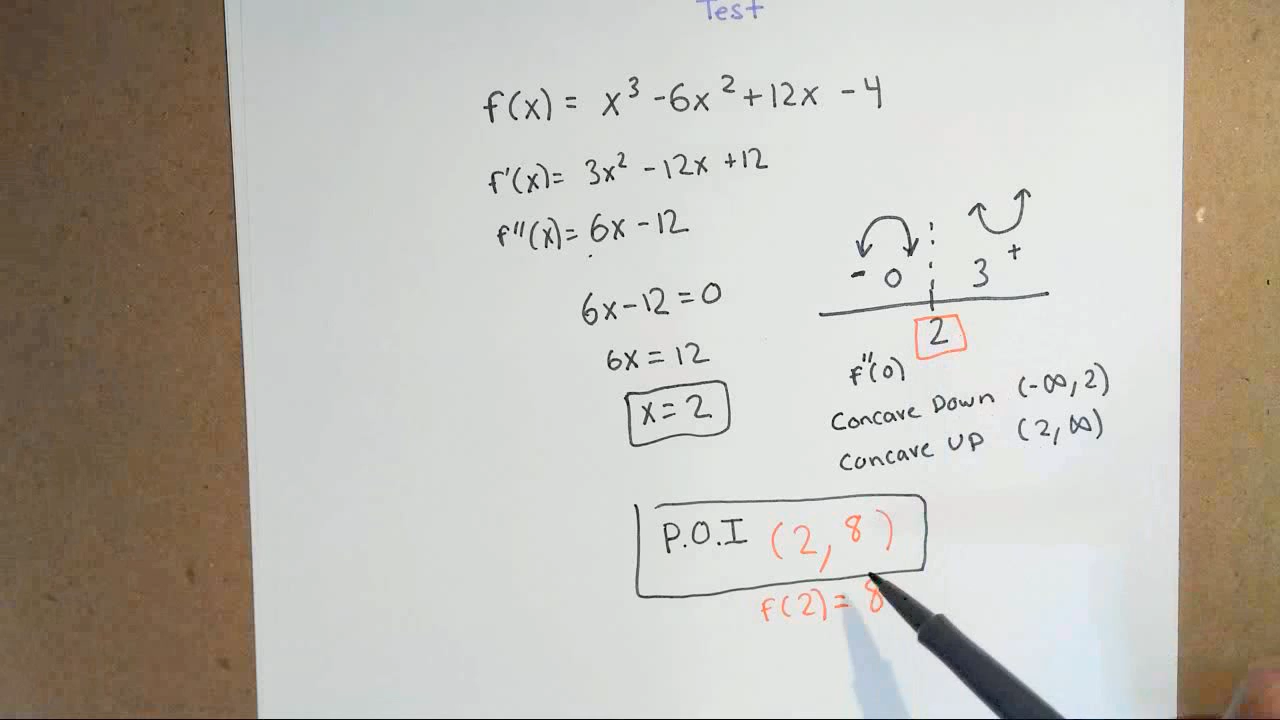 Test
f(x) = x³ -6x² +12x -4
f'(x)= 3x² -12x +12
f''(x)= 6x -12
6x-12=0
6x = 12
x=2
- 0 3 +
2
f''(0)
Concave Down (-∞, 2)
Concave Up (2, ∞)
P.O.I (2, 8)
f(2)= 8